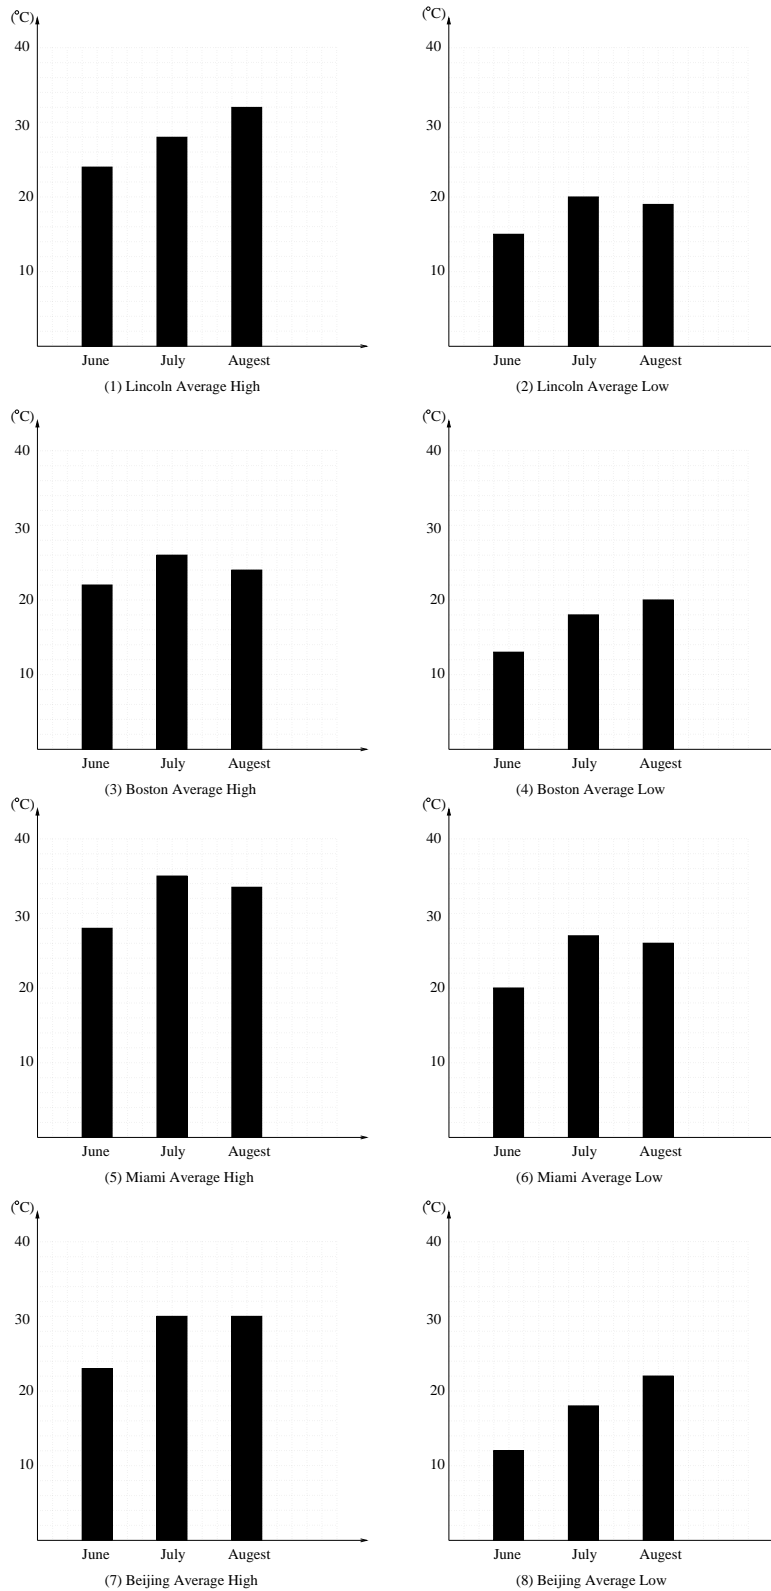 (°C)
40
30
20
10
June July Augest
(1) Lincoln Average High
(°C)
40
30
20
10
June July Augest
(2) Lincoln Average Low
(°C)
40
30
20
10
June July Augest
(3) Boston Average High
(°C)
40
30
20
10
June July Augest
(4) Boston Average Low
(°C)
40
30
20
10
June July Augest
(5) Miami Average High
(°C)
40
30
20
10
June July Augest
(6) Miami Average Low
(°C)
40
30
20
10
June July Augest
(7) Beijing Average High
(°C)
40
30
20
10
June July Augest
(8) Beijing Average Low